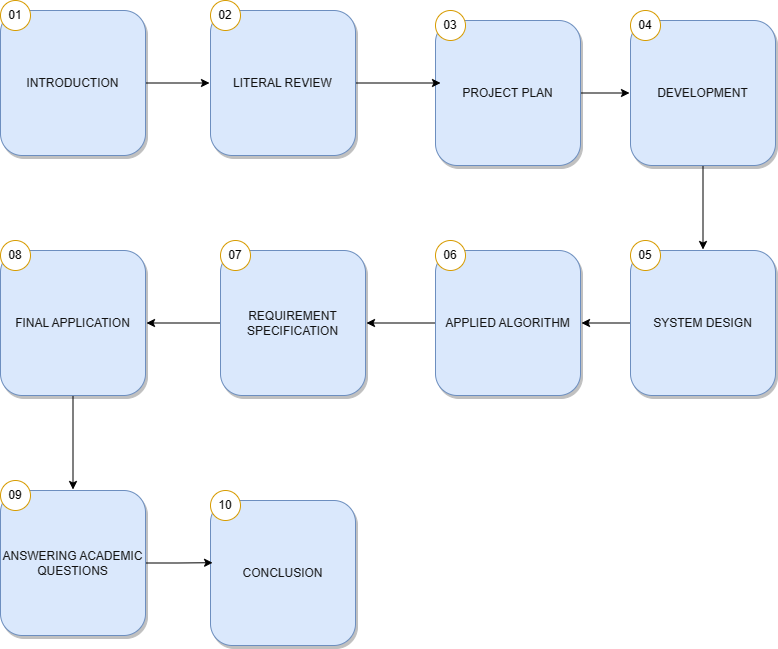 01
INTRODUCTION
02
LITERAL REVIEW
03
PROJECT PLAN
04
DEVELOPMENT
05
SYSTEM DESIGN
06
APPLIED ALGORITHM
07
REQUIREMENT
SPECIFICATION
08
FINAL APPLICATION
09
ANSWERING ACADEMIC
QUESTIONS
10
CONCLUSION